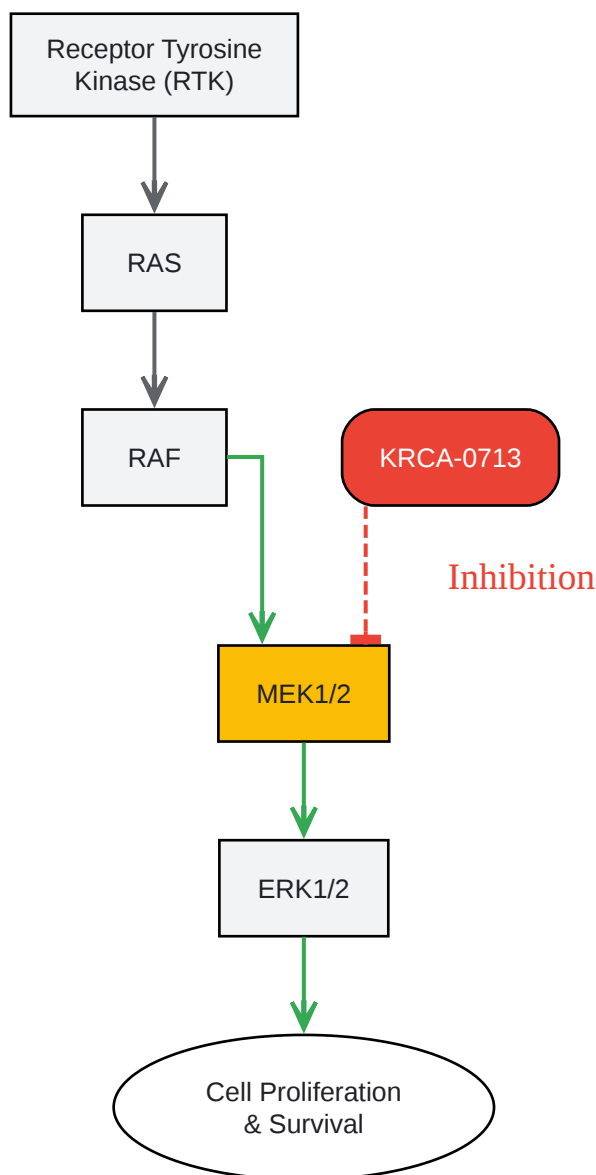 Receptor Tyrosine
Kinase (RTK)
RAS
RAF
KRCA-0713
Inhibition
MEK1/2
ERK1/2
Cell Proliferation
& Survival